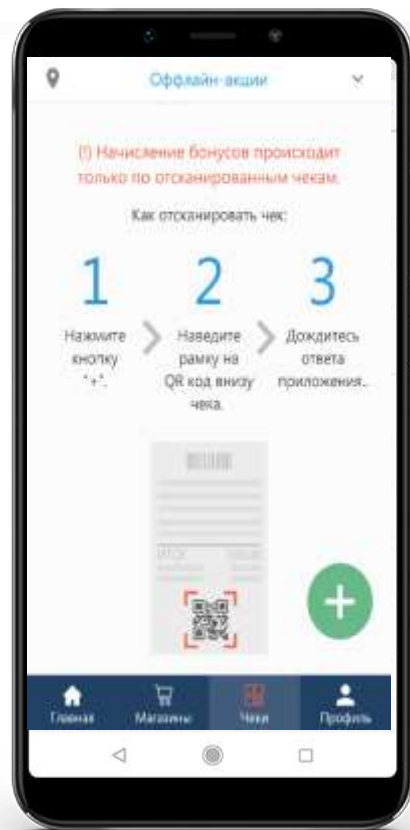 Оффлайн-акции
(!) Начисление бонусов происходит
только по отсканированным чекам.
Как отсканировать чек:
1
2
3
Нажмите
кнопку
"+".
Наведите
рамку на
QR код внизу
чека.
Дождитесь
ответа
приложения..
Главная
Магазины
Чеки
Профиль